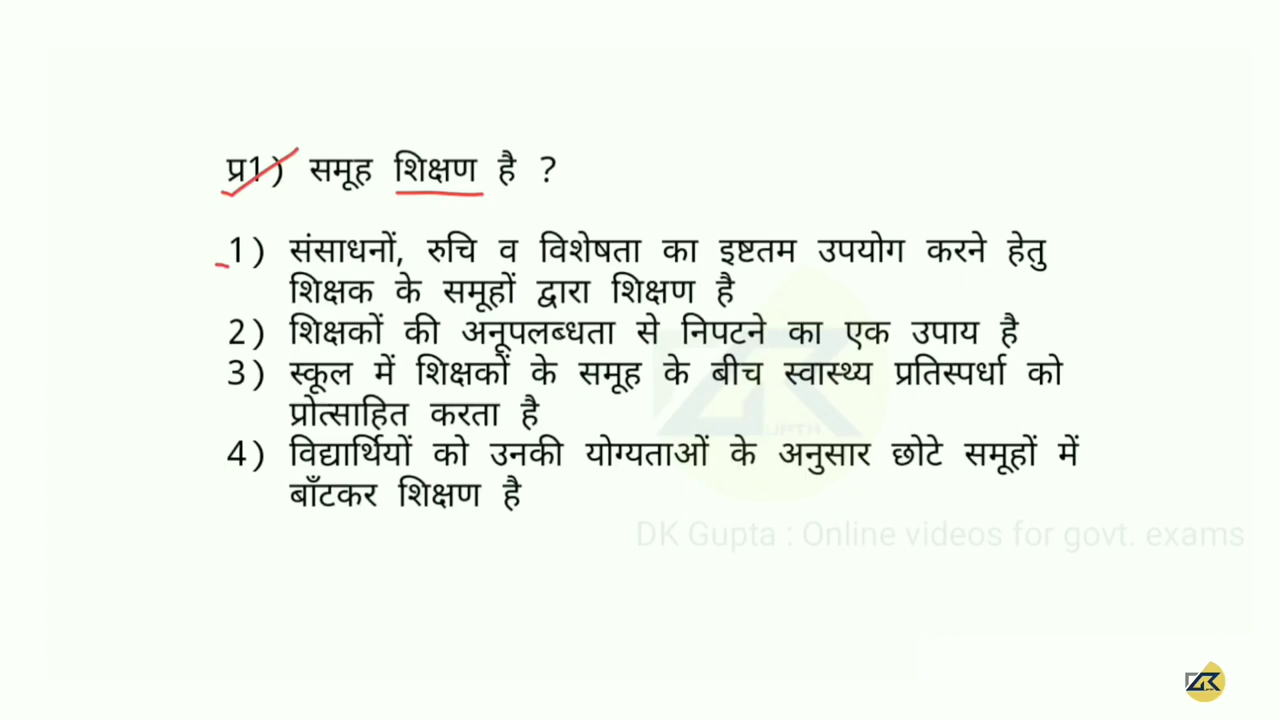 प्र1) समूह शिक्षण है ?
1) संसाधनों, रुचि व विशेषता का इष्टतम उपयोग करने हेतु
शिक्षक के समूहों द्वारा शिक्षण है
2) शिक्षकों की अनूपलब्धता से निपटने का एक उपाय है
3) स्कूल में शिक्षकों के समूह के बीच स्वास्थ्य प्रतिस्पर्धा को
प्रोत्साहित करता है
4) विद्यार्थियों को उनकी योग्यताओं के अनुसार छोटे समूहों में
बाँटकर शिक्षण है
DK Gupta : Online videos for govt. exams